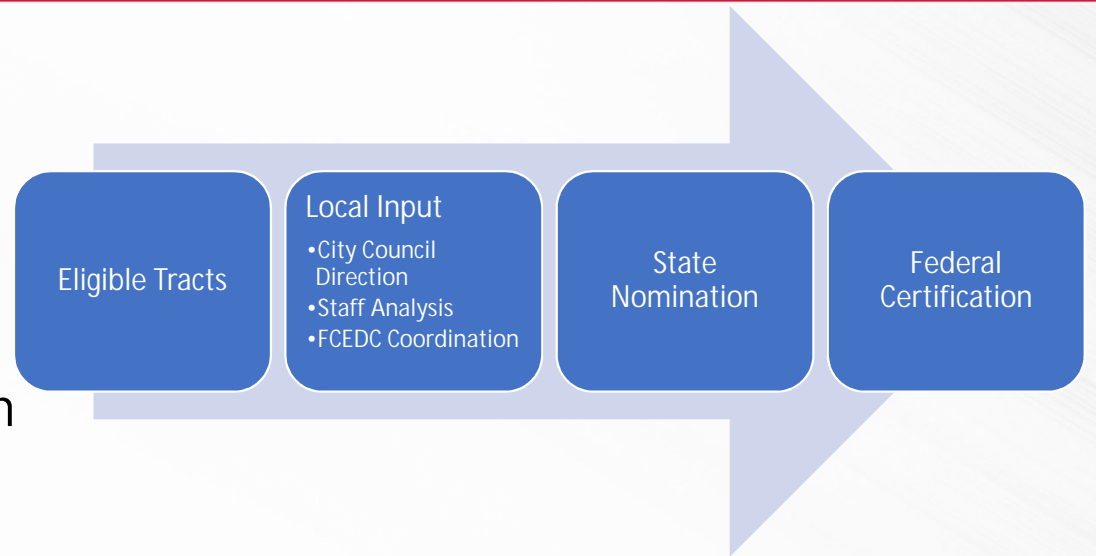 Eligible Tracts
Local Input
•City Council
Direction
•Staff Analysis
•FCEDC Coordination
State
Nomination
Federal
Certification